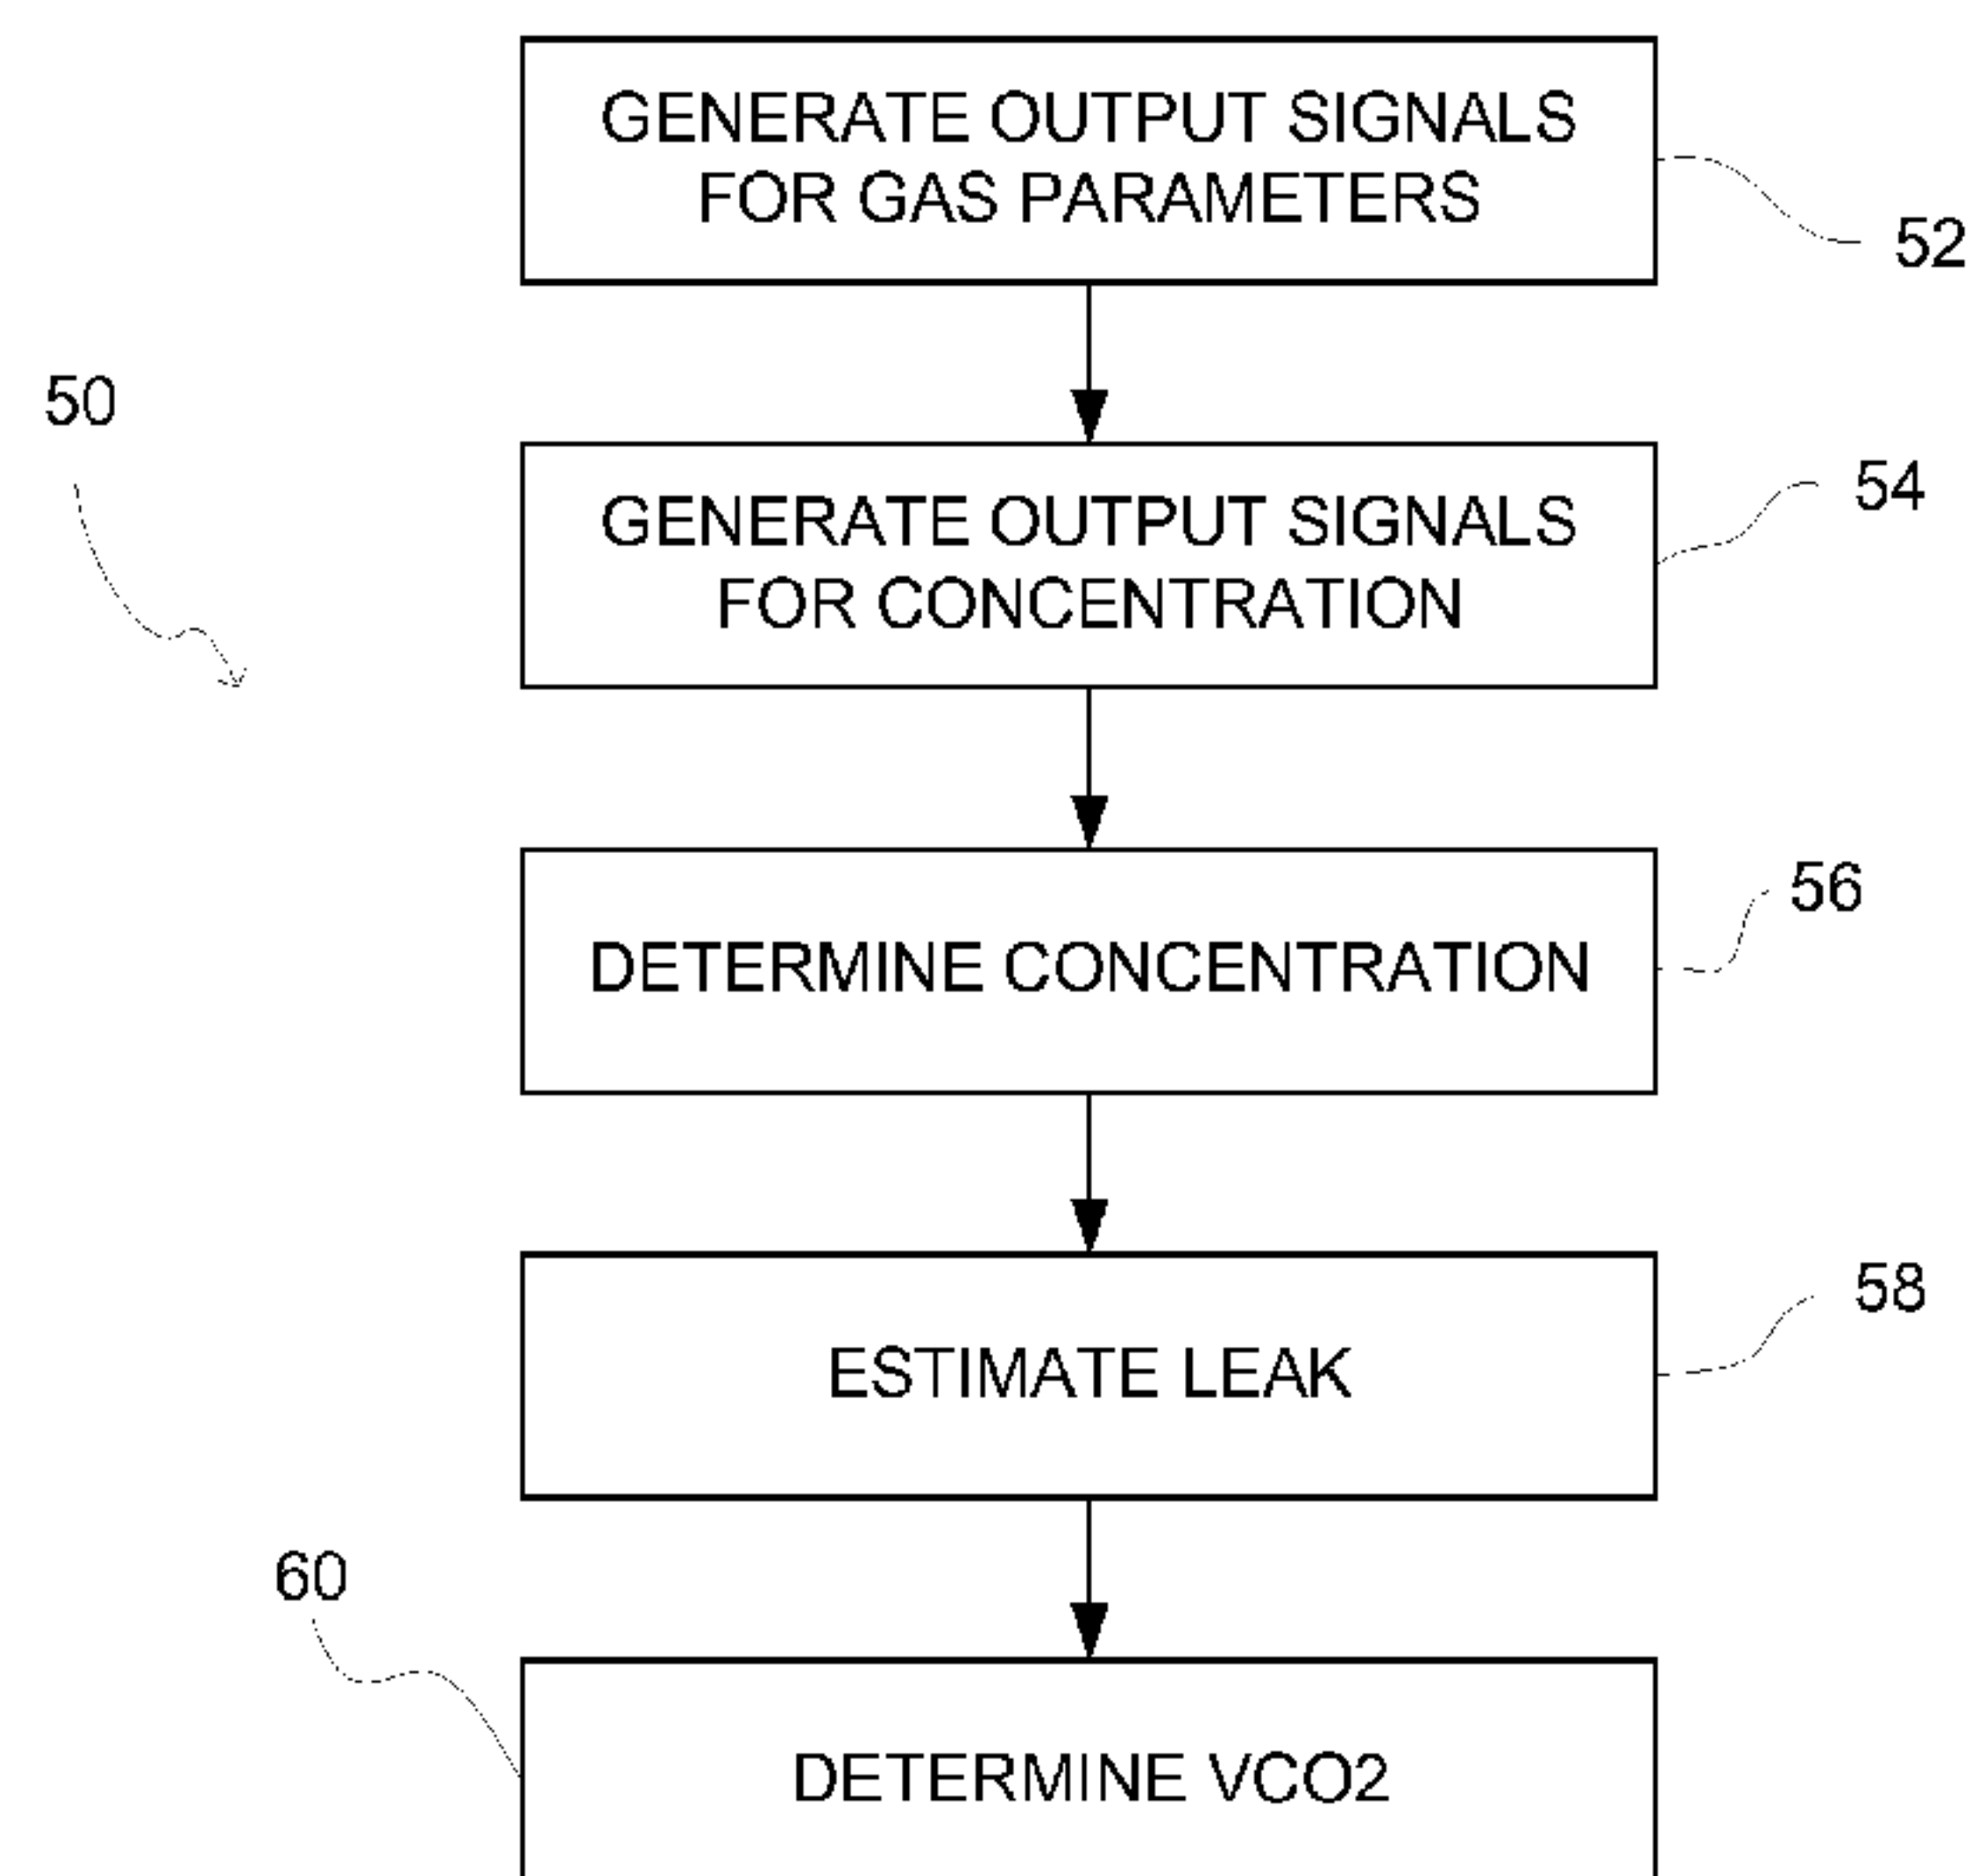 GENERATE OUTPUT SIGNALS
FOR GAS PARAMETERS
52
50
GENERATE OUTPUT SIGNALS
FOR CONCENTRATION
54
DETERMINE CONCENTRATION
56
ESTIMATE LEAK
58
60
DETERMINE VCO2